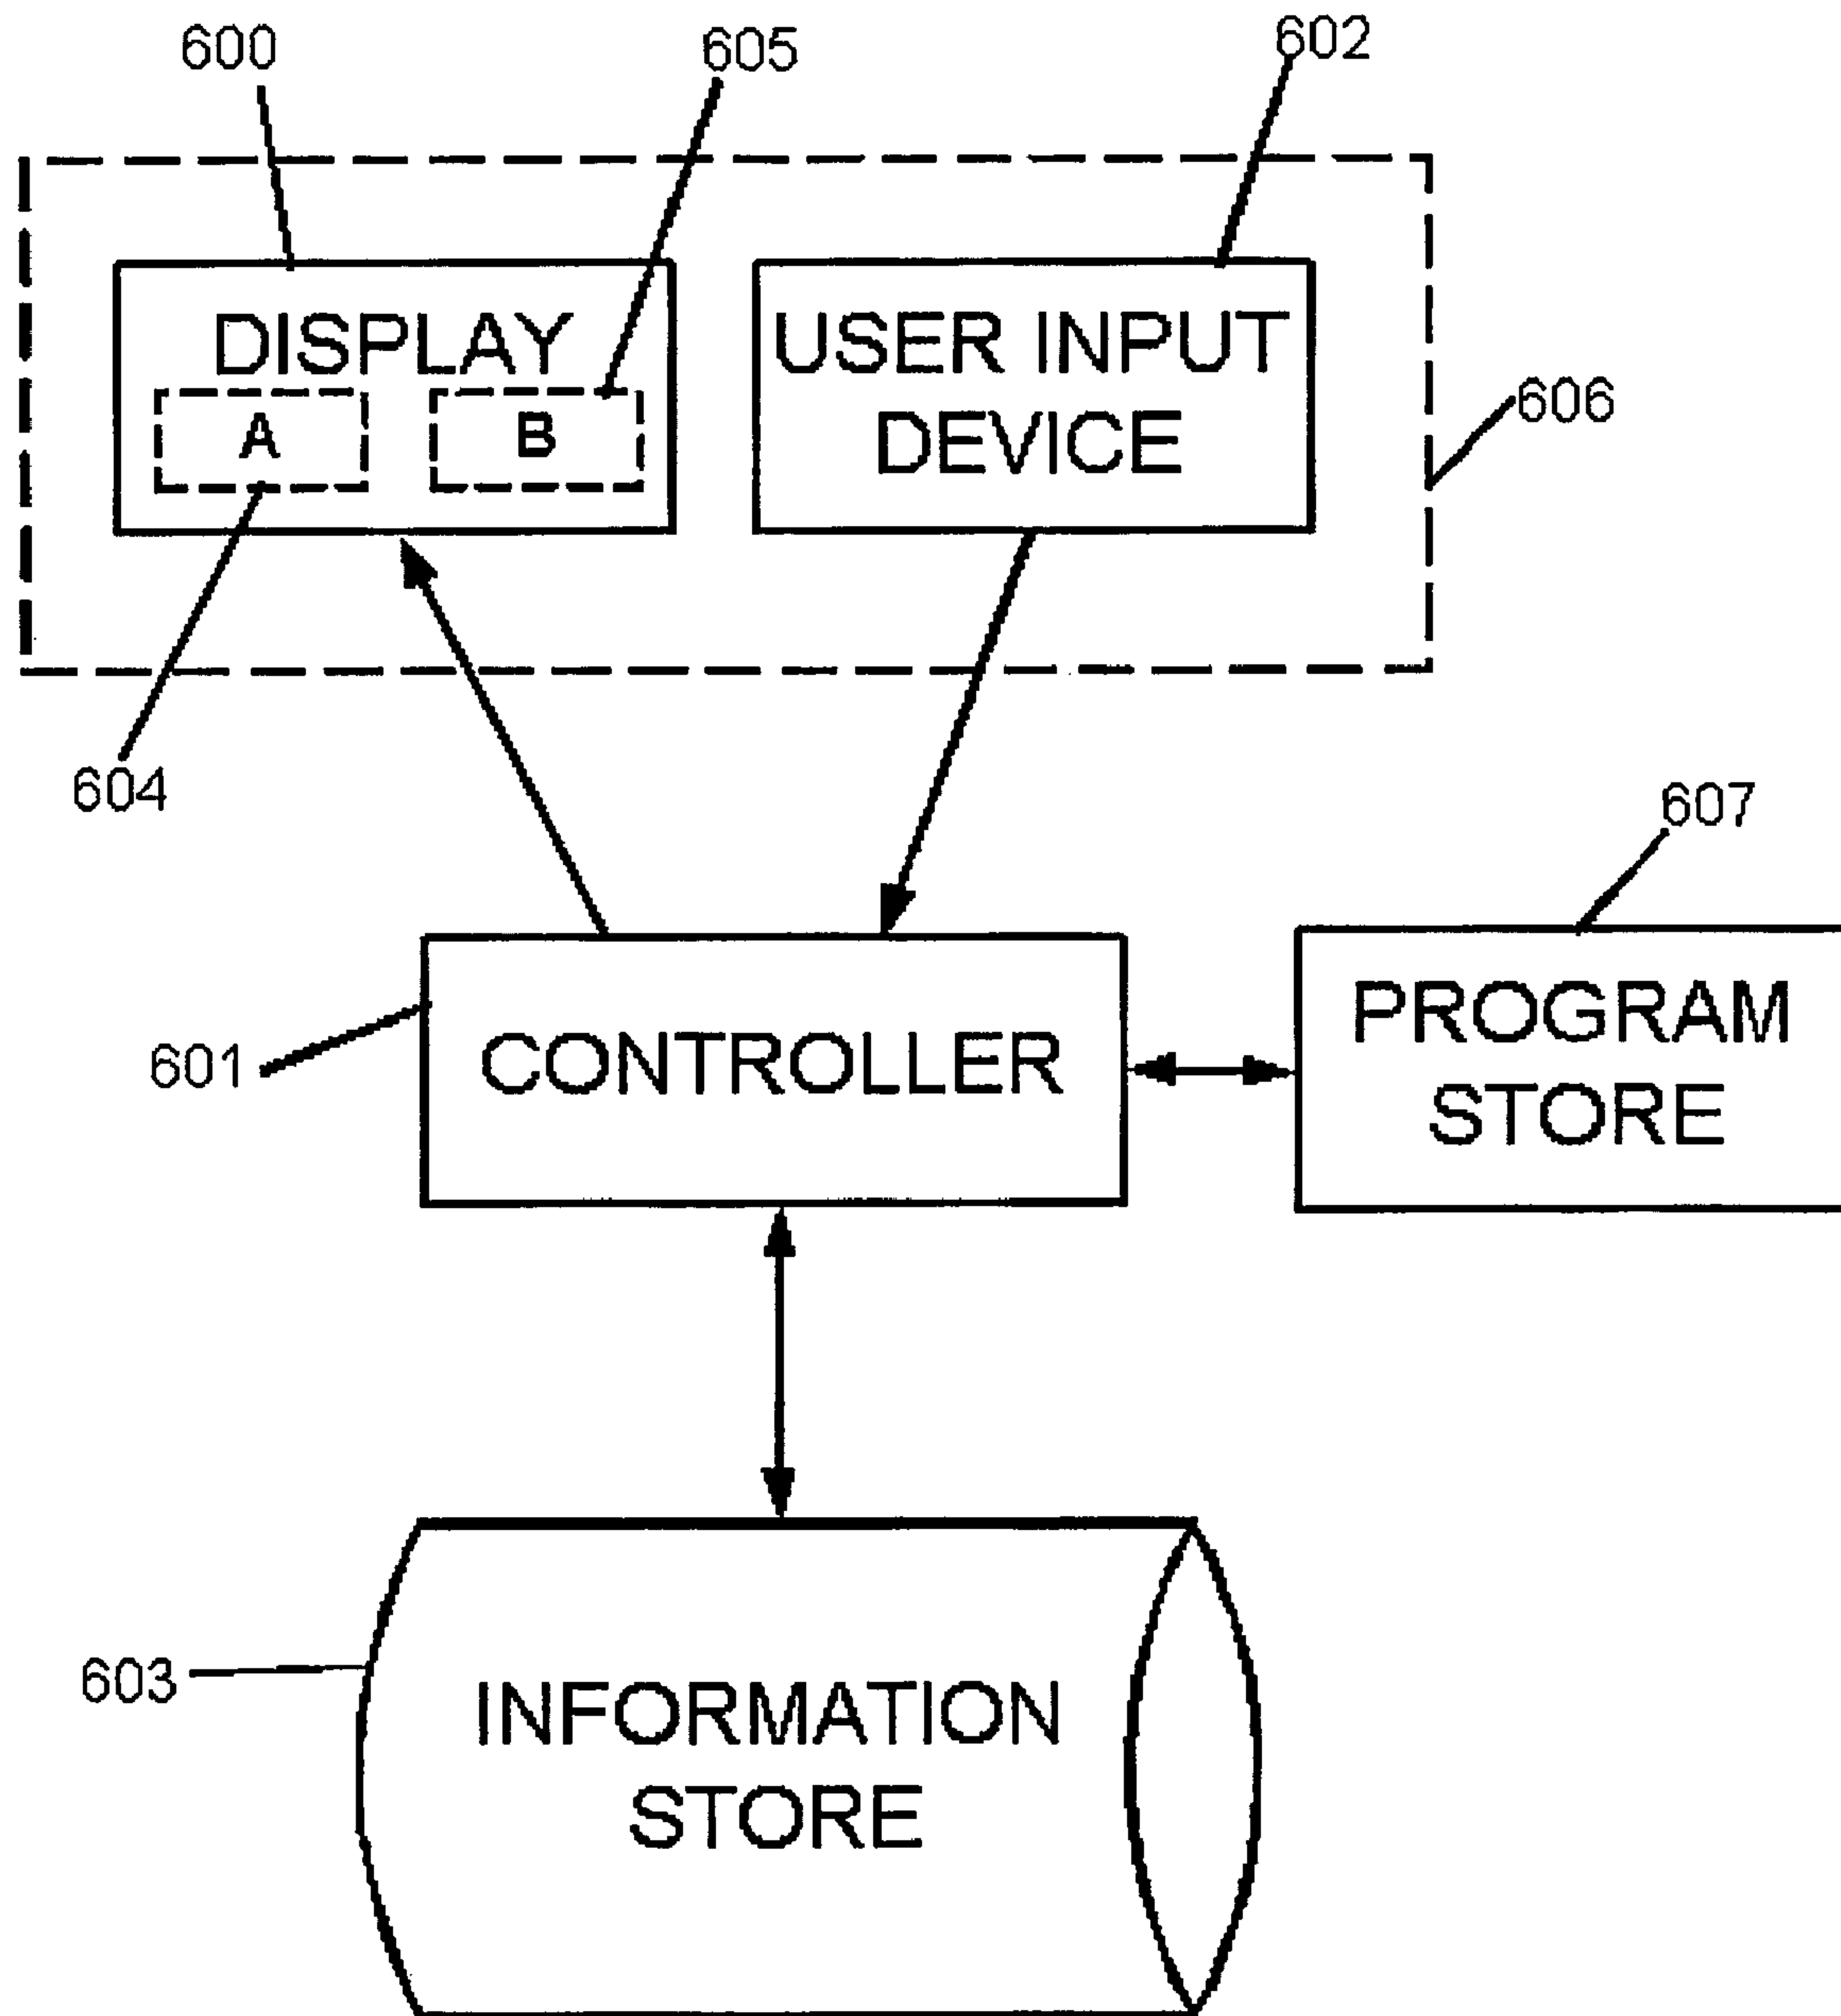 600
605
602
DISPLAY
A
B
USER INPUT
DEVICE
606
604
607
601
CONTROLLER
PROGRAM
STORE
603
INFORMATION
STORE